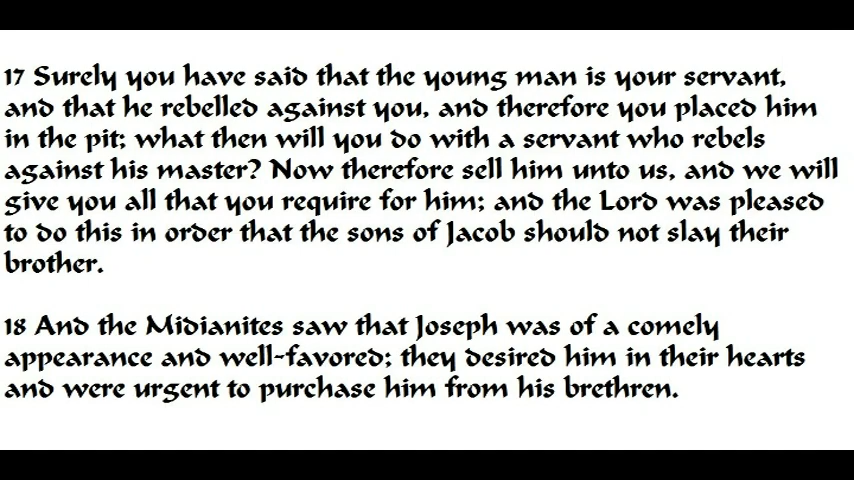 17 Surely you have said that the young man is your servant,
and that he rebelled against you, and therefore you placed him
in the pit; what then will you do with a servant who rebels
against his master? Now therefore sell him unto us, and we will
give you all that you require for him; and the Lord was pleased
to do this in order that the sons of Jacob should not slay their
brother.
18 And the Midianites saw that Joseph was of a comely
appearance and well-favored; they desired him in their hearts
and were urgent to purchase him from his brethren.